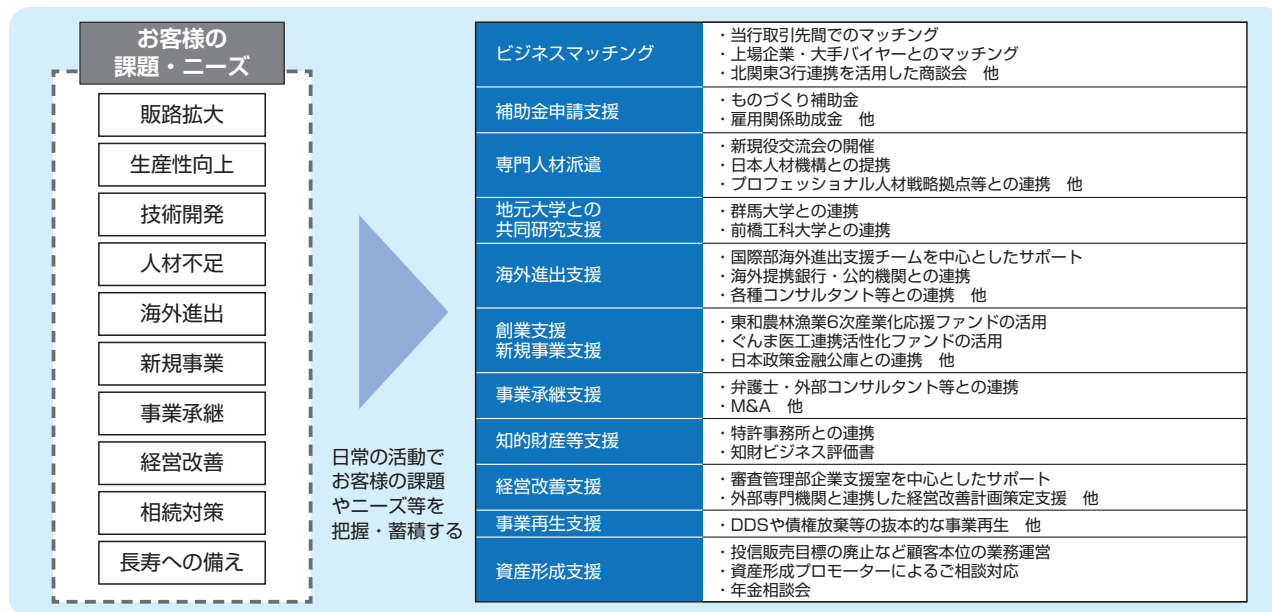 お客様の
課題・ニーズ
販路拡大
生産性向上
技術開発
人材不足
海外進出
新規事業
事業承継
経営改善
相続対策
長寿への備え
日常の活動で
お客様の課題
やニーズ等を
把握・蓄積する
ビジネスマッチング
・当行取引先間でのマッチング
・上場企業・大手バイヤーとのマッチング
・北関東3行連携を活用した商談会　他
補助金申請支援
・ものづくり補助金
・雇用関係助成金　他
専門人材派遣
・新現役交流会の開催
・日本人材機構との提携
・プロフェッショナル人材戦略拠点等との連携　他
地元大学との
共同研究支援
・群馬大学との連携
・前橋工科大学との連携
海外進出支援
・国際部海外進出支援チームを中心としたサポート
・海外提携銀行・公的機関との連携
・各種コンサルタント等との連携　他
創業支援
新規事業支援
・東和農林漁業6次産業化応援ファンドの活用
・ぐんま医工連携活性化ファンドの活用
・日本政策金融公庫との連携　他
事業承継支援
・弁護士・外部コンサルタント等との連携
・M&A　他
知的財産等支援
・特許事務所との連携
・知財ビジネス評価書
経営改善支援
・審査管理部企業支援室を中心としたサポート
・外部専門機関と連携した経営改善計画策定支援　他
事業再生支援
・DDSや債権放棄等の抜本的な事業再生　他
資産形成支援
・投信販売目標の廃止など顧客本位の業務運営
・資産形成プロモーターによるご相談対応
・年金相談会